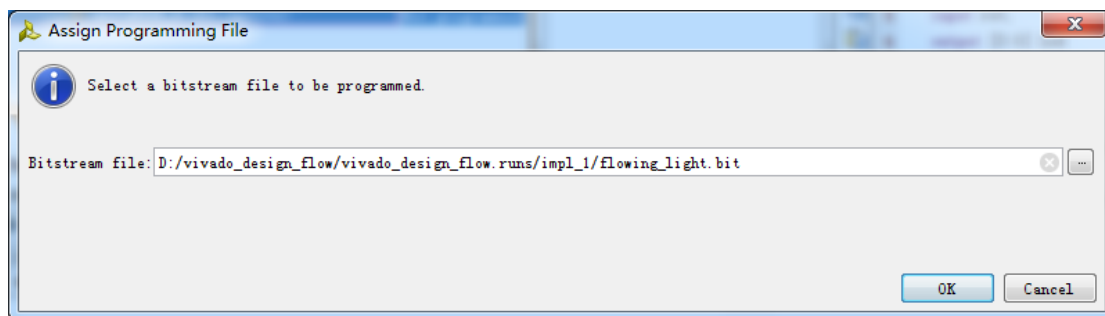 Assign Programming File
Select a bitstream file to be programmed.
Bitstream file: D:/vivado_design_flow/vivado_design_flow.runs/impl_1/flowing_light.bit ...
OK Cancel